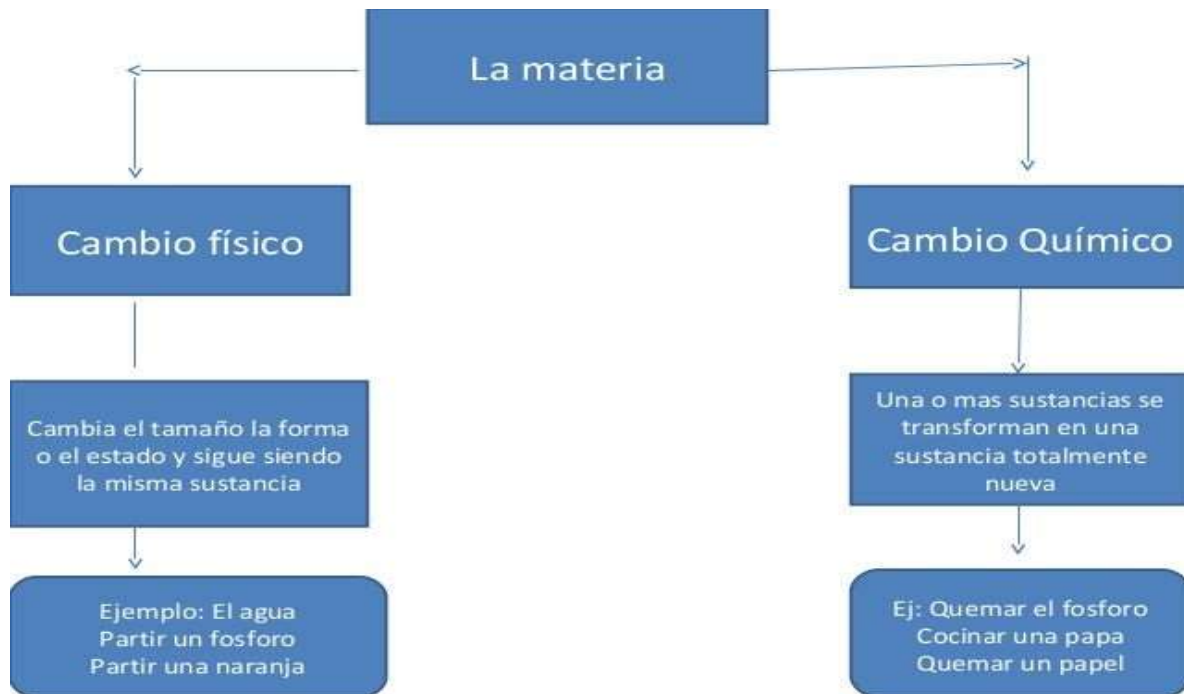 La materia
Cambio físico
Cambio Químico
Cambia el tamaño la forma
o el estado y sigue siendo
la misma sustancia
Una o mas sustancias se
transforman en una
sustancia totalmente
nueva
Ejemplo: El agua
Partir un fosforo
Partir una naranja
Ej: Quemar el fosforo
Cocinar una papa
Quemar un papel